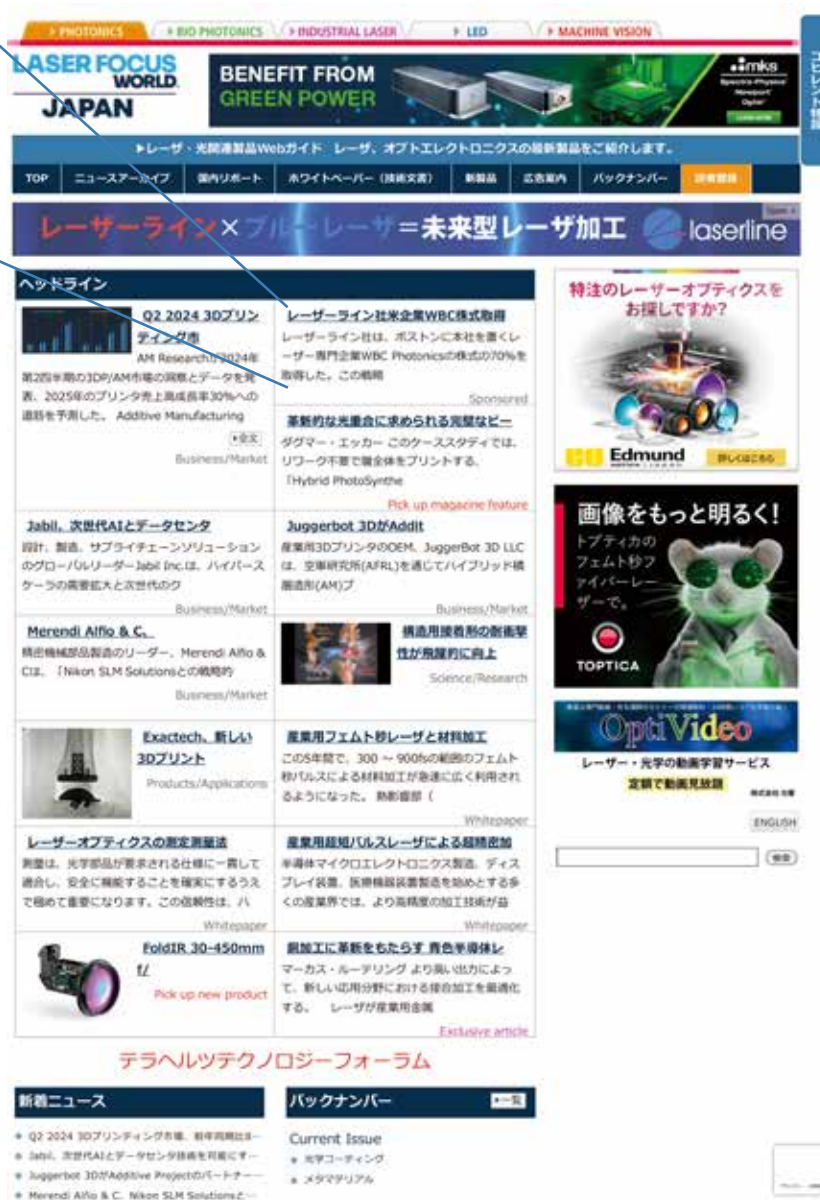 PHOTONICS
BIO PHOTONICS
INDUSTRIAL LASER
LED
MACHINE VISION
LASER FOCUS
WORLD
JAPAN
BENEFIT FROM
GREEN POWER
mks
▶レーザ・光関連製品Webガイド レーザ、オプトエレクトロニクスの最新製品をご紹介します。
TOP
ニュースアーカイブ
国内リポート
ホワイトペーパー（技術文書）
新製品
広告案内
バックナンバー
レーザーライン×ブルーレーザ=未来型レーザ加工
laserline
ヘッドライン
Q2 2024 3Dプリン
ティング市
AM Researchが2024年
第2四半期の3DP/AM市場の洞察とデータを発
表、2025年のプリンタ売上高成長率30%への
道筋を予測した。 Additive Manufacturing
▶全文
Business/Market
レーザーライン社米企業WBC株式取得
レーザーライン社は、ボストンに本社を置くレ
ーザー専門企業WBC Photonicsの株式の70%を
取得した。この戦略
Sponsored
革新的な光重合に求められる完璧なビー
ダグマー・エッカー このケーススタディでは、
リワーク不要で層全体をプリントする、
「Hybrid PhotoSynthe
Pick up magazine feature
Jabil、次世代AIとデータセンタ
設計、製造、サプライチェーンソリューション
のグローバルリーダーJabil Inc.は、ハイパース
ケーラの需要拡大と次世代のク
Business/Market
Juggerbot 3DがAddit
産業用3DプリンタのOEM、JuggerBot 3D LLC
は、空軍研究所(AFRL)を通じてハイブリッド積
層造形(AM)プ
Business/Market
Merendi Alfio & C、
精密機械部品製造のリーダー、Merendi Alfio &
Cは、「Nikon SLM Solutionsとの戦略的
Business/Market
構造用接着剤の耐衝撃
性が飛躍的に向上
Science/Research
Exactech、新しい
3Dプリント
Products/Applications
産業用フェムト秒レーザと材料加工
この5年間で、300 ～ 900fsの範囲のフェムト
秒パルスによる材料加工が急速に広く利用され
るようになった。 熱影響部（
Whitepaper
レーザーオプティクスの測定測量法
測量は、光学部品が要求される仕様に一貫して
適合し、安全に機能することを確実にするうえ
で極めて重要になります。この信頼性は、ハ
Whitepaper
産業用超短パルスレーザによる超精密加
半導体マイクロエレクトロニクス製造、ディス
プレイ装置、医療機器装置製造を始めとする多
くの産業界では、より高精度の加工技術が益
Whitepaper
FoldIR 30-450mm
f/
Pick up new product
銅加工に革新をもたらす 青色半導体レ
マーカス・ルーテリング より高い出力によっ
て、新しい応用分野における接合加工を最適化
する。 レーザが産業用金属
Exclusive article
テラヘルツテクノロジーフォーラム
新着ニュース
Q2 2024 3Dプリンティング市場、前年同期比8…
Jabil、次世代AIとデータセンタ技術を可能にす…
Juggerbot 3DがAdditive Projectのパートナー…
Merendi Alfio & C、Nikon SLM Solutionsと…
バックナンバー
▶一覧
Current Issue
光学コーティング
メタマテリアル
特注のレーザーオプティクスを
お探しですか？
Edmund
詳しくはこちら
画像をもっと明るく！
トプティカの
フェムト秒フ
ァイバーレー
ザーで。
TOPTICA
OptiVideo
レーザー・光学の動画学習サービス
定額で動画見放題
ENGLISH
検索